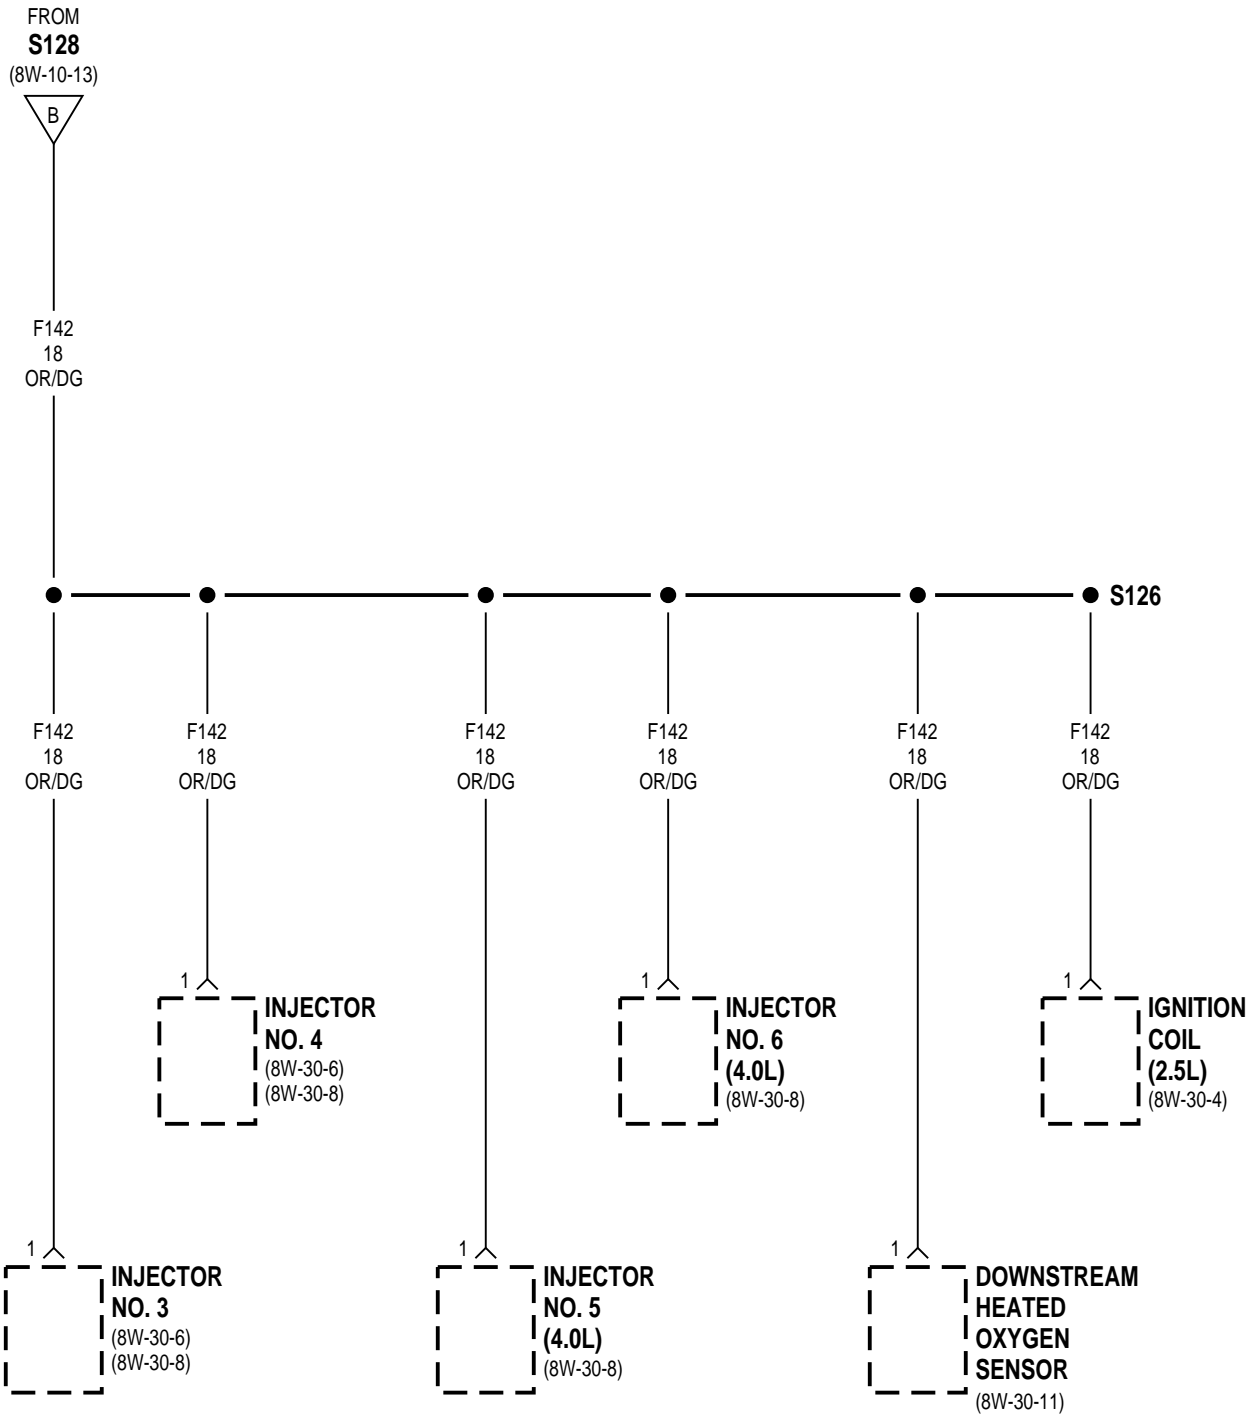 FROM
S128
(8W-10-13)
B
F142
18
OR/DG
S126
F142
18
OR/DG
F142
18
OR/DG
F142
18
OR/DG
F142
18
OR/DG
F142
18
OR/DG
F142
18
OR/DG
1
INJECTOR
NO. 4
(8W-30-6)
(8W-30-8)
1
INJECTOR
NO. 6
(4.0L)
(8W-30-8)
1
IGNITION
COIL
(2.5L)
(8W-30-4)
1
INJECTOR
NO. 3
(8W-30-6)
(8W-30-8)
1
INJECTOR
NO. 5
(4.0L)
(8W-30-8)
1
DOWNSTREAM
HEATED
OXYGEN
SENSOR
(8W-30-11)